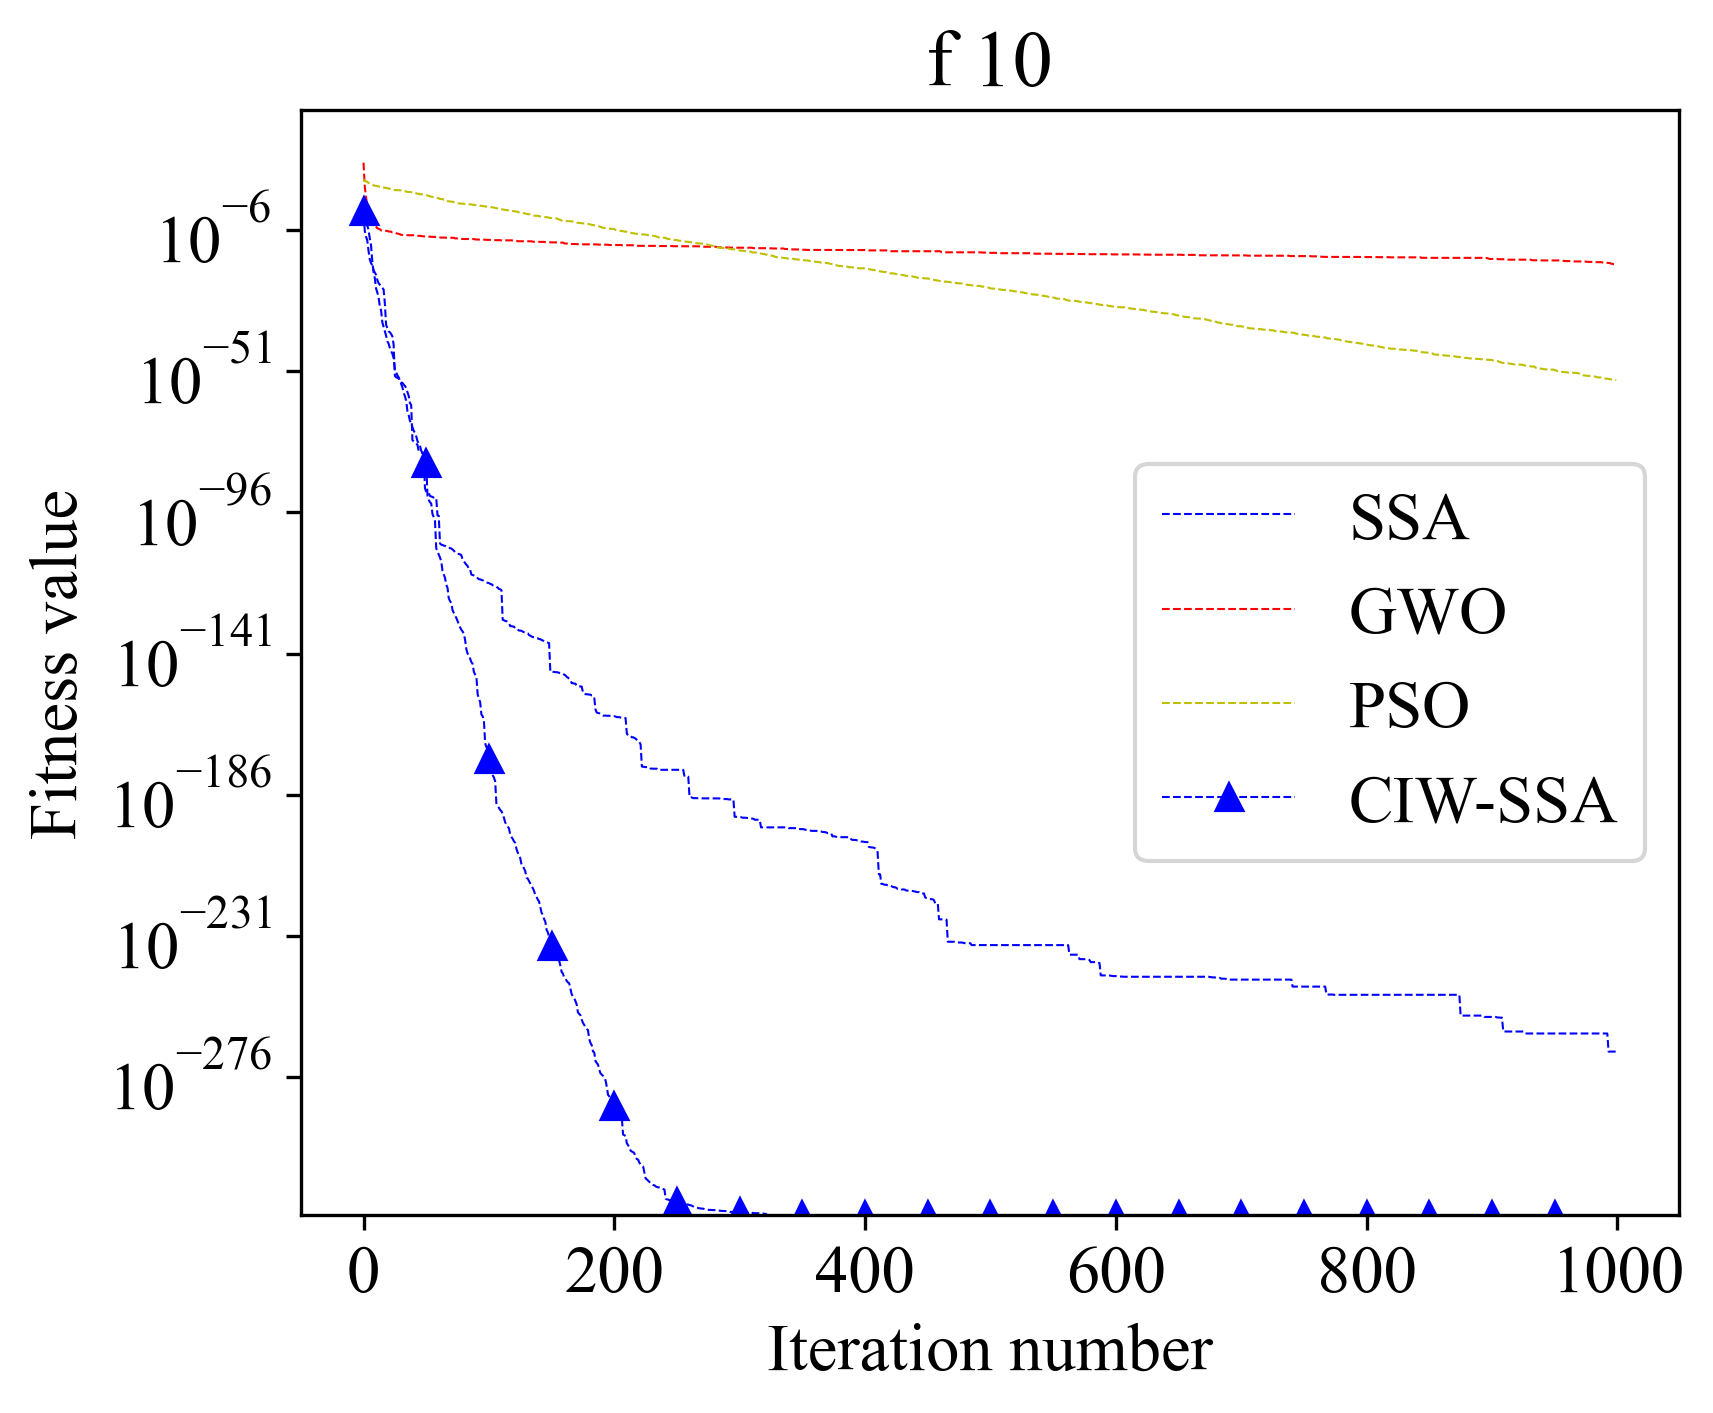 f 10
10⁻⁶
10⁻⁵¹
10⁻⁹⁶
10⁻¹⁴¹
10⁻¹⁸⁶
10⁻²³¹
10⁻²⁷⁶
Fitness value
SSA
GWO
PSO
CIW-SSA
0 200 400 600 800 1000
Iteration number